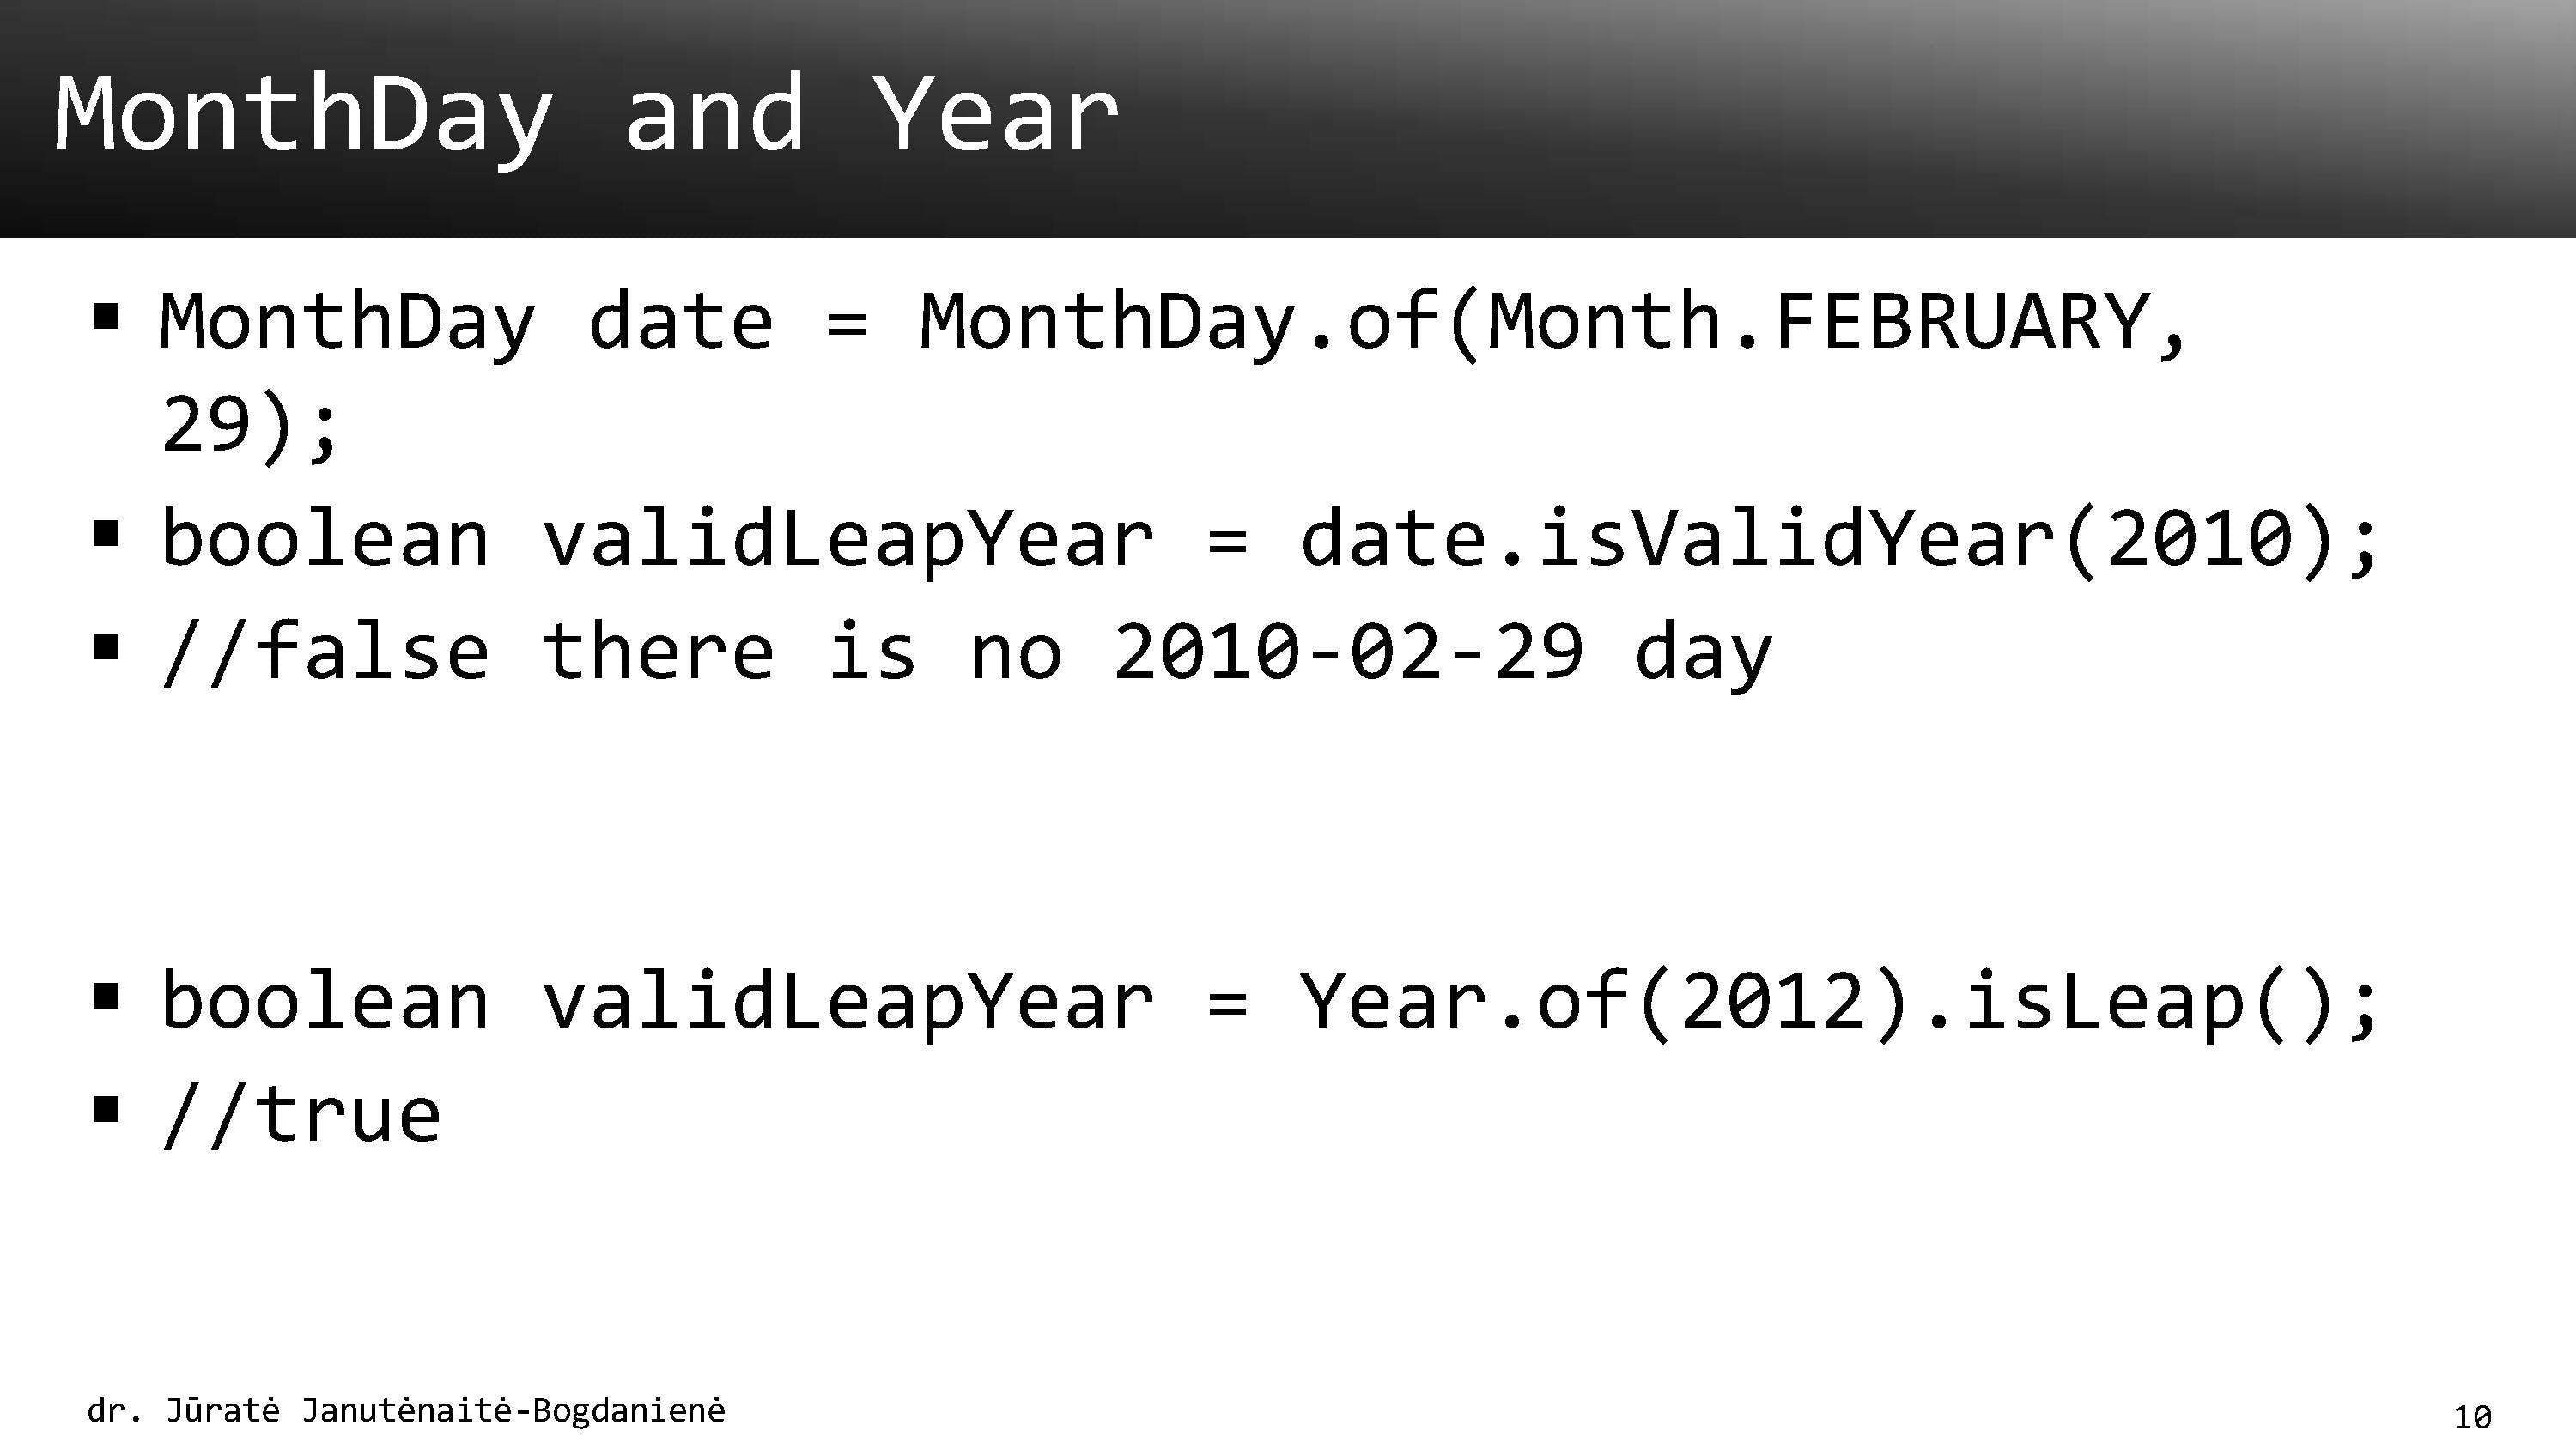 MonthDay and Year
▪ MonthDay date = MonthDay.of(Month.FEBRUARY,
29);
▪ boolean validLeapYear = date.isValidYear(2010);
▪ //false there is no 2010-02-29 day
▪ boolean validLeapYear = Year.of(2012).isLeap();
▪ //true
dr. Jūratė Janutėnaitė-Bogdanienė
10